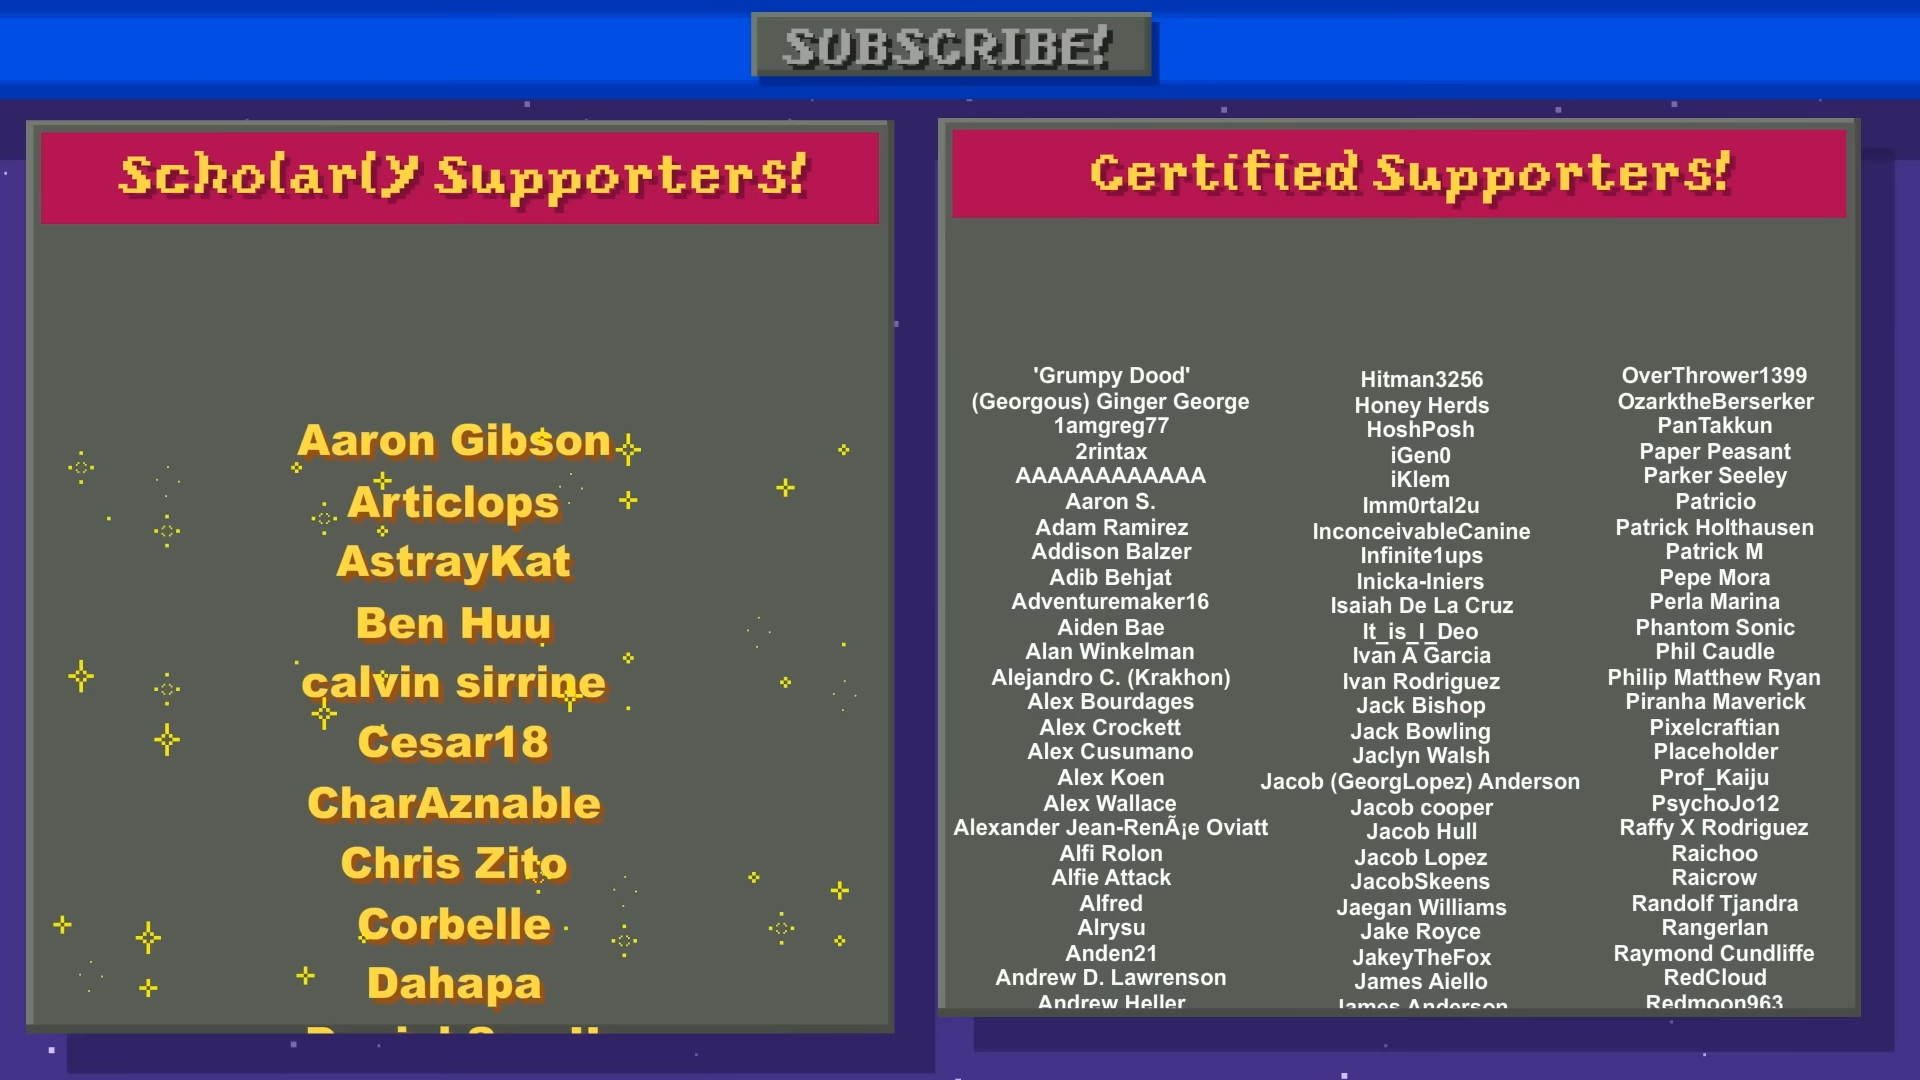 SUBSCRIBE!
Scholarly Supporters!
Aaron Gibson
Articlops
AstrayKat
Ben Huu
calvin sirrine
Cesar18
CharAznable
Chris Zito
Corbelle
Dahapa
Certified Supporters!
'Grumpy Dood'
(Georgous) Ginger George
1amgreg77
2rintax
AAAAAAAAAAAA
Aaron S.
Adam Ramirez
Addison Balzer
Adib Behjat
Adventuremaker16
Aiden Bae
Alan Winkelman
Alejandro C. (Krakhon)
Alex Bourdages
Alex Crockett
Alex Cusumano
Alex Koen
Alex Wallace
Alexander Jean-RenÃ¡e Oviatt
Alfi Rolon
Alfie Attack
Alfred
Alrysu
Anden21
Andrew D. Lawrenson
Andrew Heller
Hitman3256
Honey Herds
HoshPosh
iGen0
iKlem
Imm0rtal2u
InconceivableCanine
Infinite1ups
Inicka-Iniers
Isaiah De La Cruz
It_is_I_Deo
Ivan A Garcia
Ivan Rodriguez
Jack Bishop
Jack Bowling
Jaclyn Walsh
Jacob (GeorgLopez) Anderson
Jacob cooper
Jacob Hull
Jacob Lopez
JacobSkeens
Jaegan Williams
Jake Royce
JakeyTheFox
James Aiello
James Anderson
OverThrower1399
OzarktheBerserker
PanTakkun
Paper Peasant
Parker Seeley
Patricio
Patrick Holthausen
Patrick M
Pepe Mora
Perla Marina
Phantom Sonic
Phil Caudle
Philip Matthew Ryan
Piranha Maverick
Pixelcraftian
Placeholder
Prof_Kaiju
PsychoJo12
Raffy X Rodriguez
Raichoo
Raicrow
Randolf Tjandra
Rangerlan
Raymond Cundliffe
RedCloud
Redmoon963